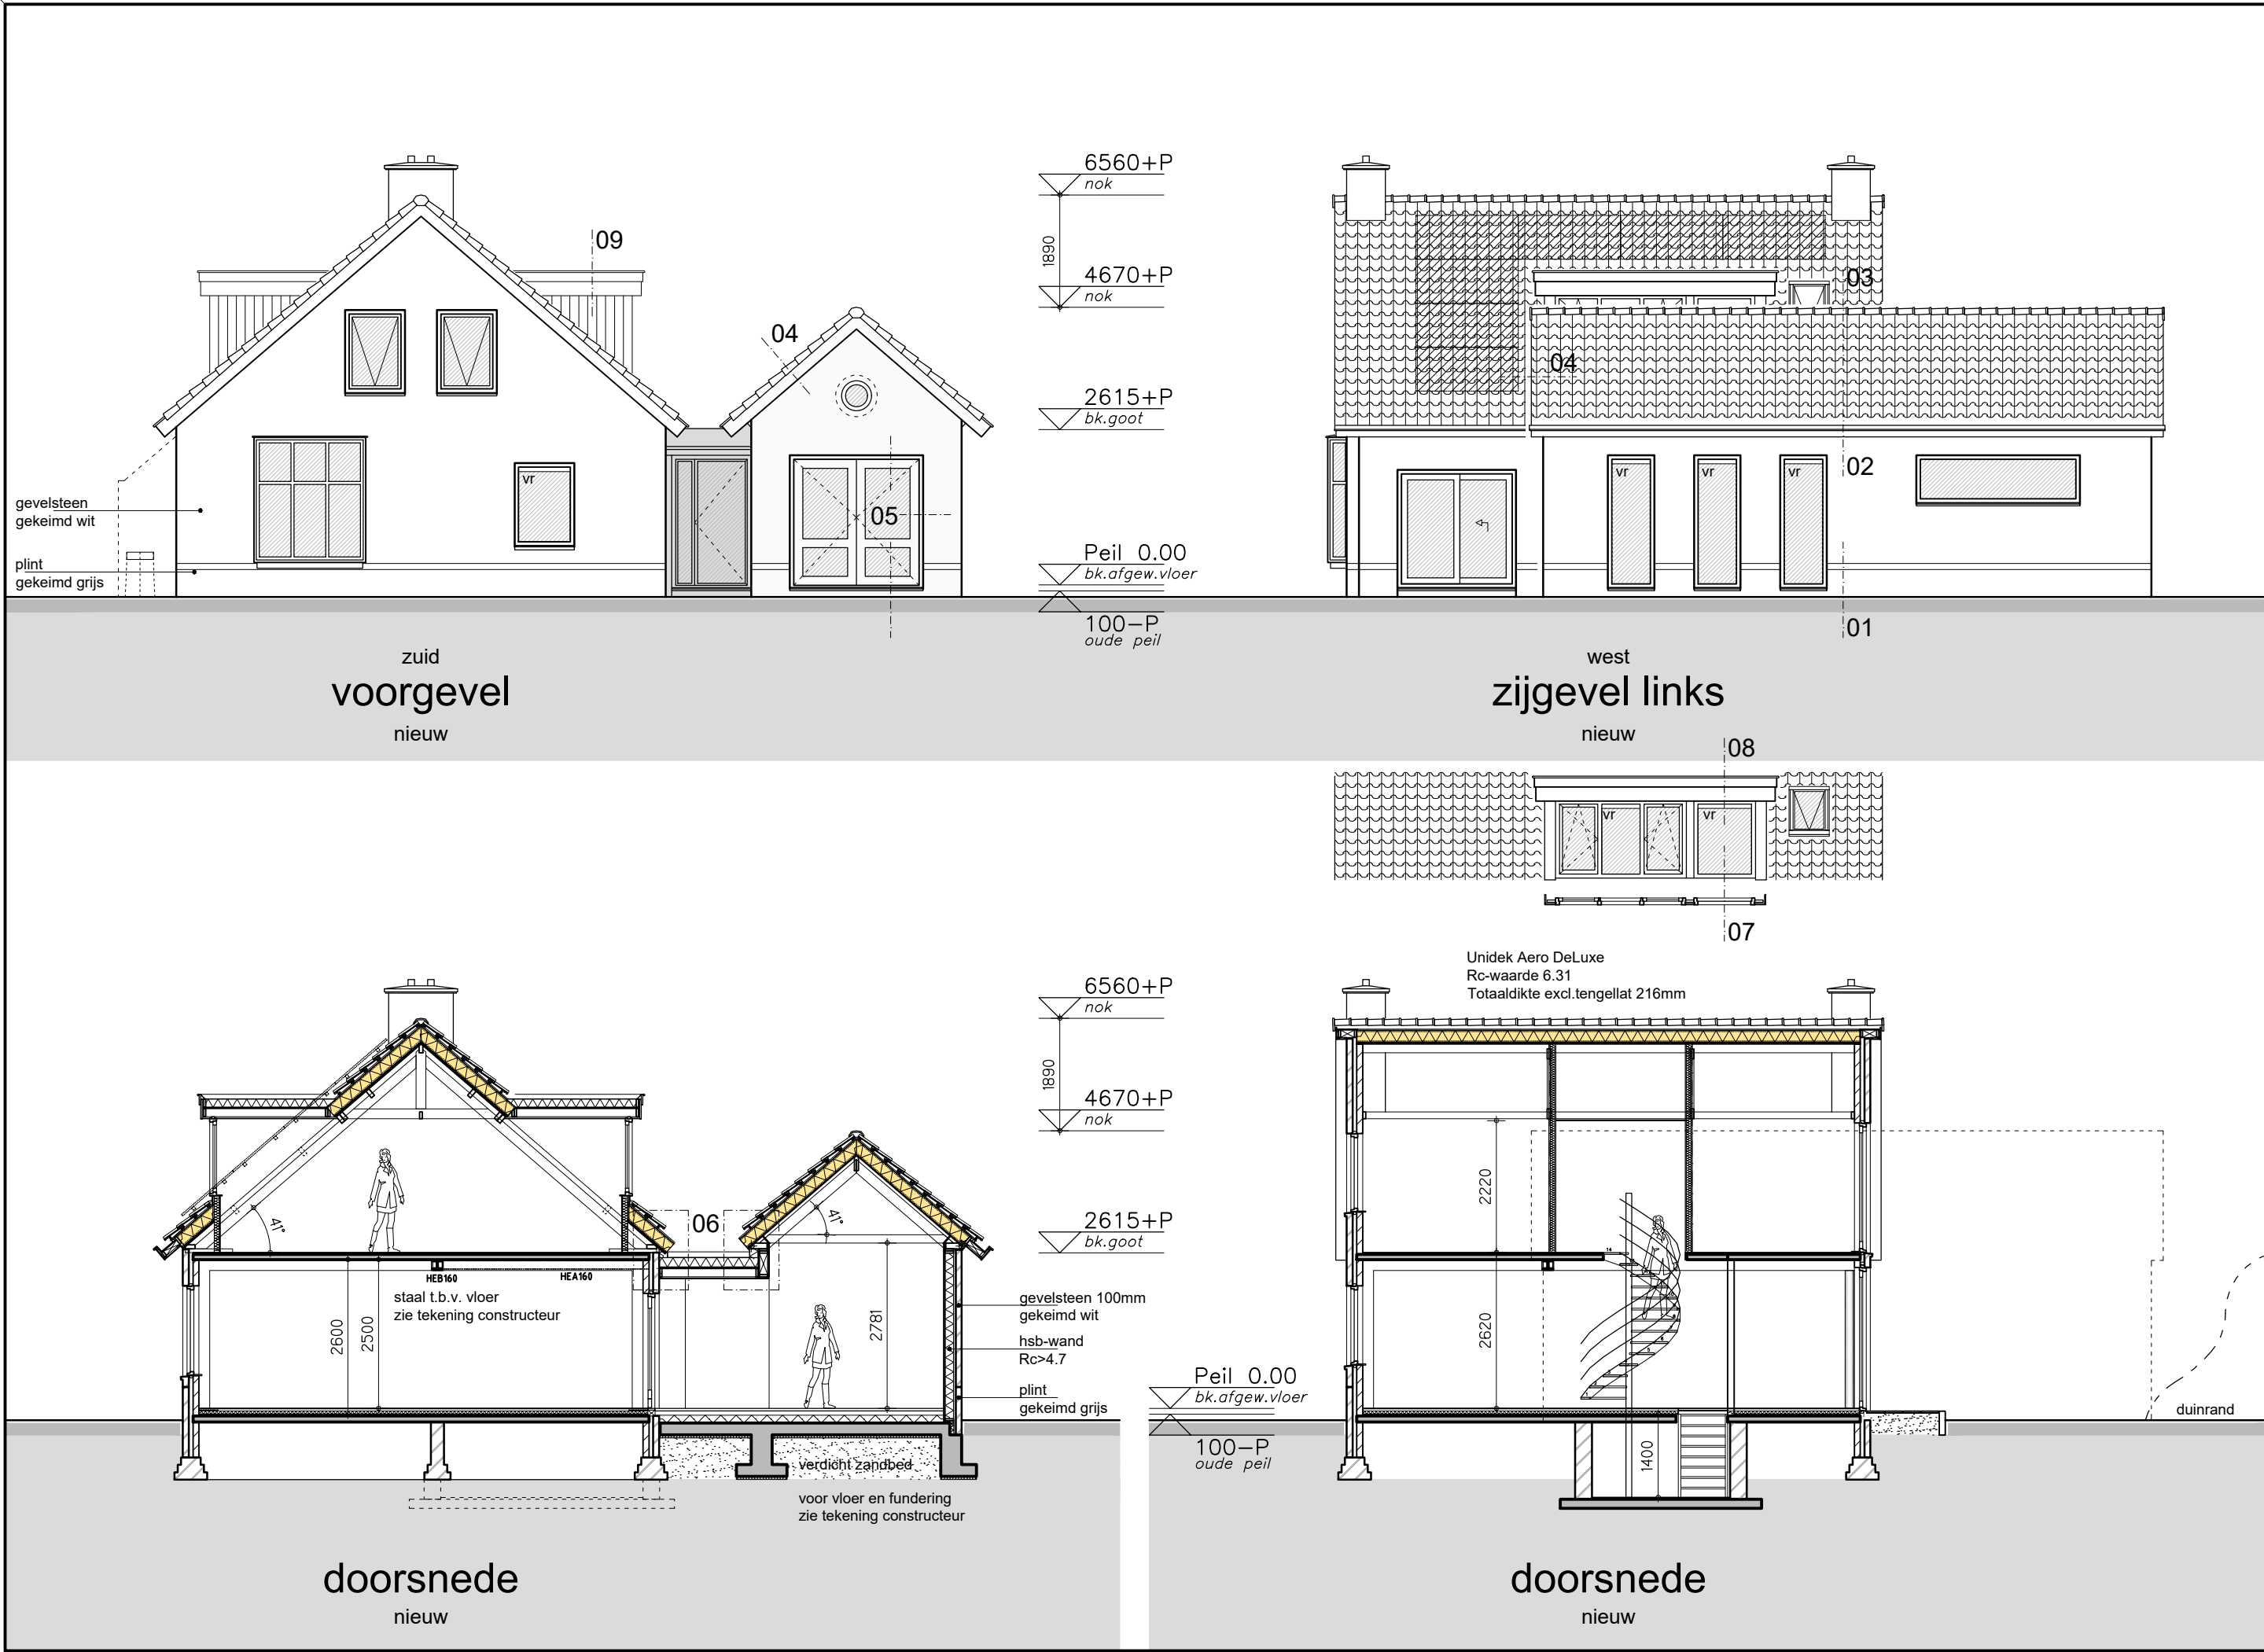 6560+P
nok
09
1890
4670+P
nok
03
04
04
2615+P
bk.goot
vr
vr
vr
vr
02
gevelsteen
gekeimd wit
05
Peil 0.00
bk.afgew.vloer
plint
gekeimd grijs
100-P
oude peil
01
zuid
voorgevel
nieuw
west
zijgevel links
nieuw
08
vr
vr
07
Unidek Aero DeLuxe
Rc-waarde 6.31
Totaaldikte excl.tengellat 216mm
6560+P
nok
1890
4670+P
nok
41°
41°
06
2615+P
bk.goot
2220
HEB160
HEA160
staal t.b.v. vloer
zie tekening constructeur
2600
2500
2781
gevelsteen 100mm
gekeimd wit
hsb-wand
Rc>4.7
plint
gekeimd grijs
2620
Peil 0.00
bk.afgew.vloer
100-P
oude peil
1400
duinrand
verdicht zandbed
voor vloer en fundering
zie tekening constructeur
doorsnede
nieuw
doorsnede
nieuw